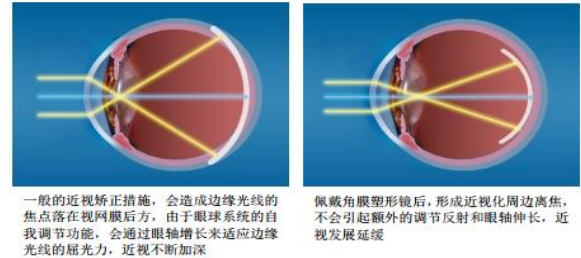 一般的近视矫正措施，会造成边缘光线的
焦点落在视网膜后方，由于眼球系统的自
我调节功能，会通过眼轴增长来适应边缘
光线的屈光力，近视不断加深
佩戴角膜塑形镜后，形成近视化周边离焦，
不会引起额外的调节反射和眼轴伸长，近
视发展延缓